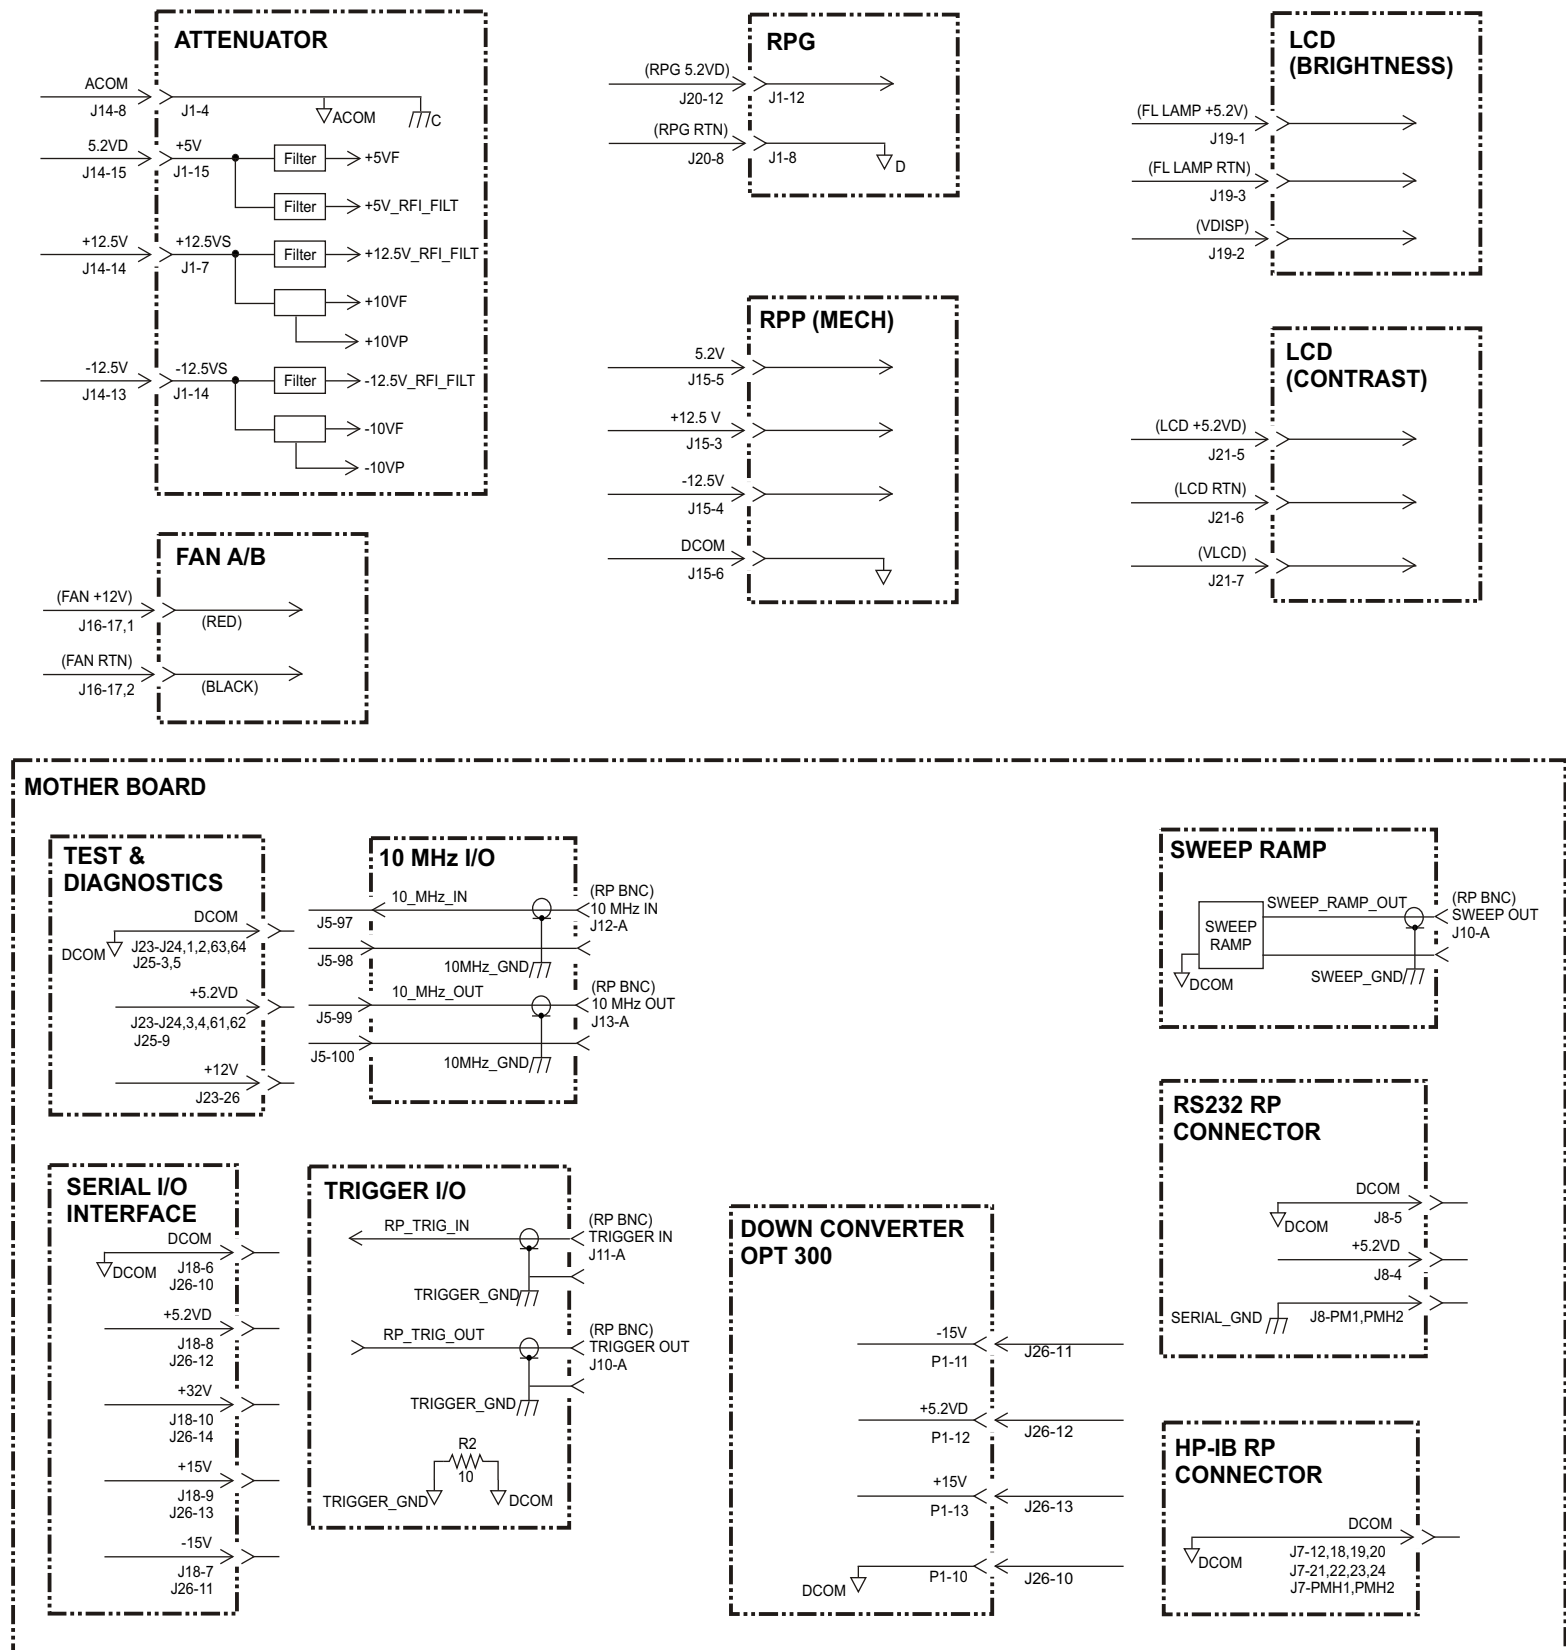 ATTENUATOR
ACOM
J14-8
J1-4
ACOM
C
5.2VD
+5V
J14-15
J1-15
Filter
+5VF
Filter
+5V_RFI_FILT
+12.5V
+12.5VS
J14-14
J1-7
Filter
+12.5V_RFI_FILT
+10VF
+10VP
-12.5V
-12.5VS
J14-13
J1-14
Filter
-12.5V_RFI_FILT
-10VF
-10VP
RPG
(RPG 5.2VD)
J20-12
J1-12
(RPG RTN)
J20-8
J1-8
D
LCD
(BRIGHTNESS)
(FL LAMP +5.2V)
J19-1
(FL LAMP RTN)
J19-3
(VDISP)
J19-2
RPP (MECH)
5.2V
J15-5
+12.5 V
J15-3
-12.5V
J15-4
DCOM
J15-6
LCD
(CONTRAST)
(LCD +5.2VD)
J21-5
(LCD RTN)
J21-6
(VLCD)
J21-7
FAN A/B
(FAN +12V)
J16-17,1
(RED)
(FAN RTN)
J16-17,2
(BLACK)
MOTHER BOARD
TEST &
DIAGNOSTICS
DCOM
DCOM
J23-J24,1,2,63,64
J25-3,5
+5.2VD
J23-J24,3,4,61,62
J25-9
+12V
J23-26
10 MHz I/O
10_MHz_IN
(RP BNC)
10 MHz IN
J12-A
J5-97
J5-98
10MHz_GND
10_MHz_OUT
(RP BNC)
10 MHz OUT
J13-A
J5-99
J5-100
10MHz_GND
SWEEP RAMP
SWEEP
RAMP
DCOM
SWEEP_RAMP_OUT
(RP BNC)
SWEEP OUT
J10-A
SWEEP_GND
SERIAL I/O
INTERFACE
DCOM
DCOM
J18-6
J26-10
+5.2VD
J18-8
J26-12
+32V
J18-10
J26-14
+15V
J18-9
J26-13
-15V
J18-7
J26-11
TRIGGER I/O
RP_TRIG_IN
(RP BNC)
TRIGGER IN
J11-A
TRIGGER_GND
RP_TRIG_OUT
(RP BNC)
TRIGGER OUT
J10-A
TRIGGER_GND
R2
10
TRIGGER_GND
DCOM
DOWN CONVERTER
OPT 300
-15V
P1-11
J26-11
+5.2VD
P1-12
J26-12
+15V
P1-13
J26-13
DCOM
P1-10
J26-10
RS232 RP
CONNECTOR
DCOM
DCOM
J8-5
+5.2VD
J8-4
SERIAL_GND
J8-PM1,PMH2
HP-IB RP
CONNECTOR
DCOM
DCOM
J7-12,18,19,20
J7-21,22,23,24
J7-PMH1,PMH2